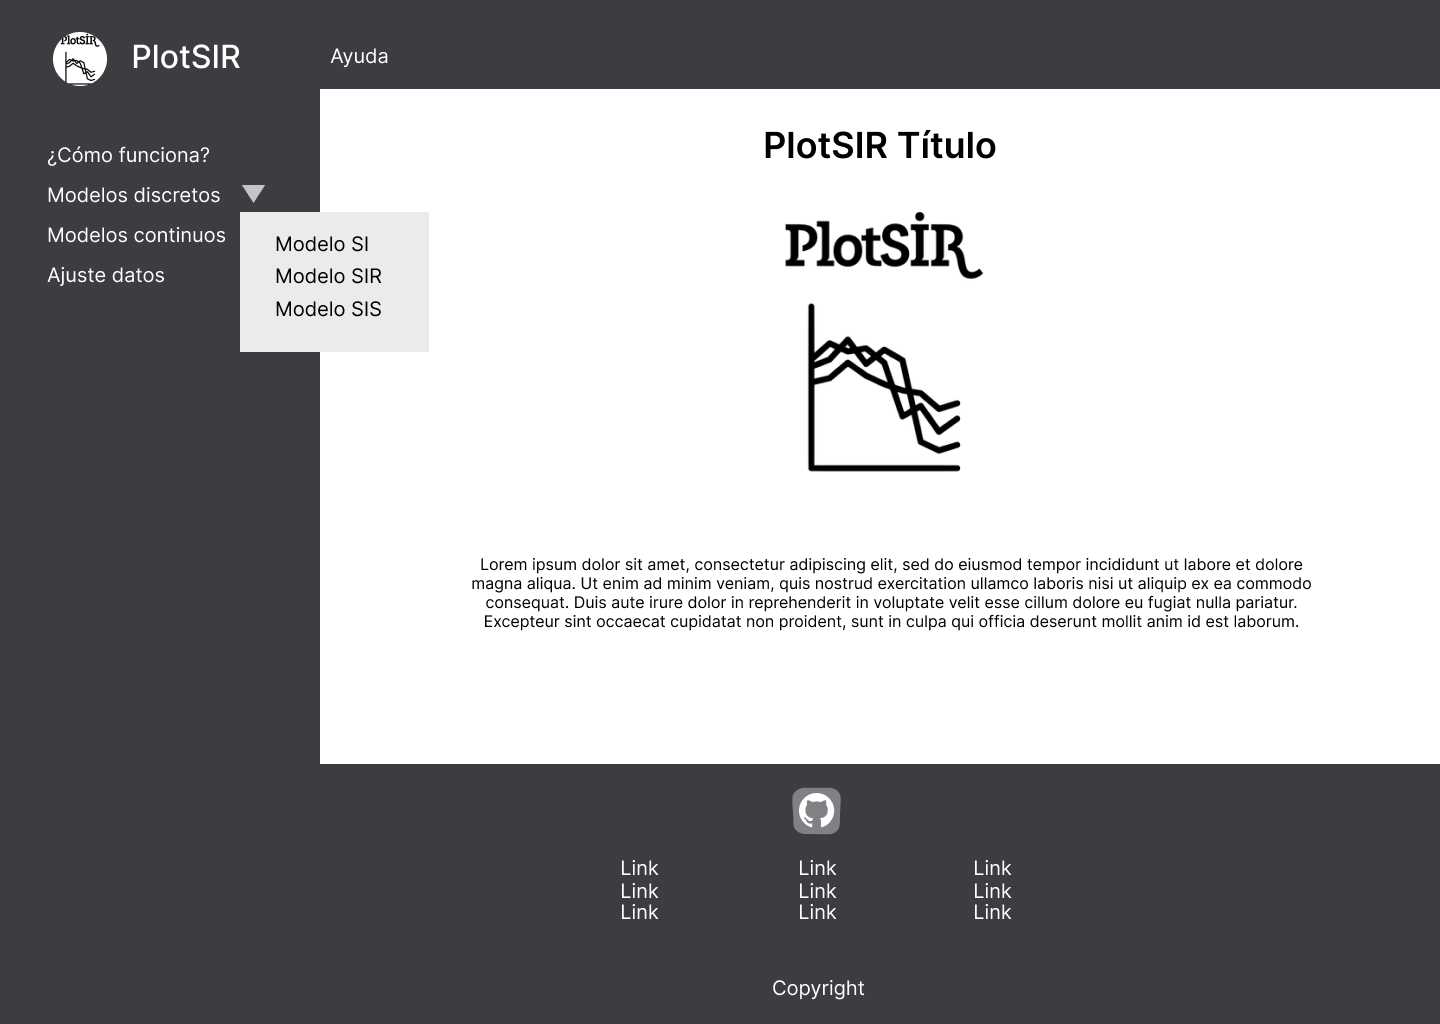 PlotSIR
PlotSIR
Ayuda
¿Cómo funciona?
Modelos discretos
Modelos continuos
Ajuste datos
Modelo SI
Modelo SIR
Modelo SIS
PlotSIR Título
PlotSIR
Lorem ipsum dolor sit amet, consectetur adipiscing elit, sed do eiusmod tempor incididunt ut labore et dolore
magna aliqua. Ut enim ad minim veniam, quis nostrud exercitation ullamco laboris nisi ut aliquip ex ea commodo
consequat. Duis aute irure dolor in reprehenderit in voluptate velit esse cillum dolore eu fugiat nulla pariatur.
Excepteur sint occaecat cupidatat non proident, sunt in culpa qui officia deserunt mollit anim id est laborum.
Link
Link
Link
Link
Link
Link
Link
Link
Link
Copyright